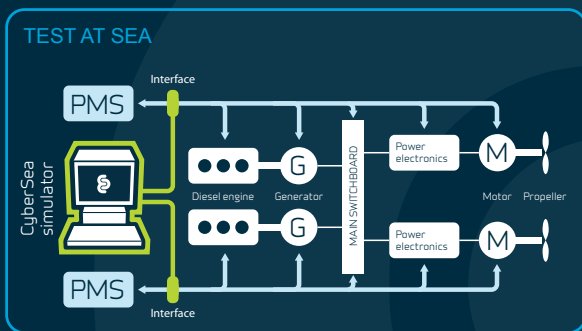 TEST AT SEA
Interface
PMS
CyberSea
simulator
Diesel engine
G
Generator
MAIN SWITCHBOARD
Power
electronics
M
Motor
Propeller
G
Power
electronics
M
PMS
Interface